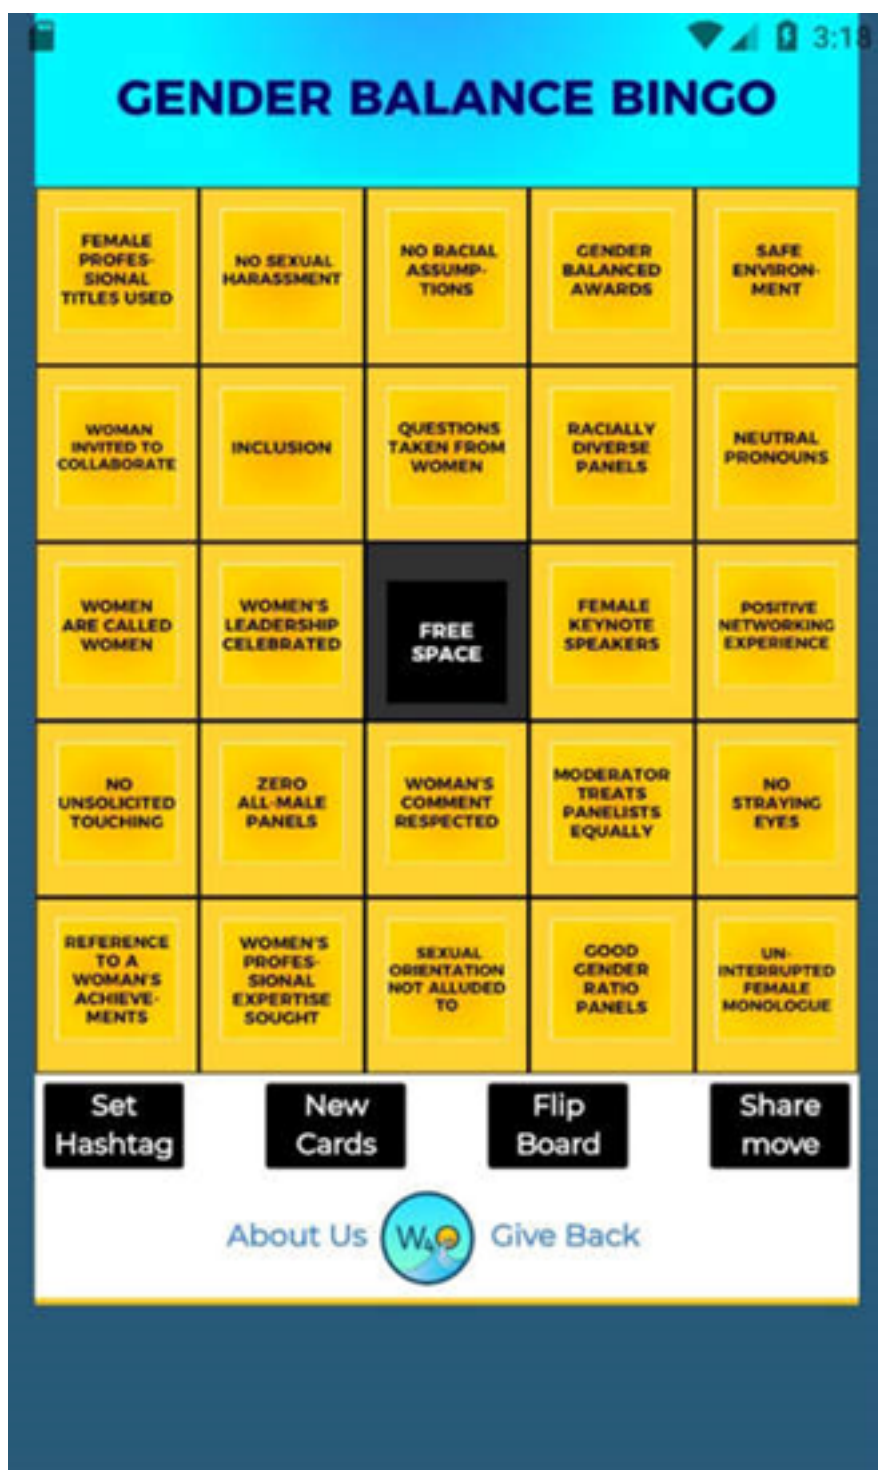 3:18
GENDER BALANCE BINGO
FEMALE
PROFES-
SIONAL
TITLES USED
NO SEXUAL
HARASSMENT
NO RACIAL
ASSUMP-
TIONS
GENDER
BALANCED
AWARDS
SAFE
ENVIRON-
MENT
WOMAN
INVITED TO
COLLABORATE
INCLUSION
QUESTIONS
TAKEN FROM
WOMEN
RACIALLY
DIVERSE
PANELS
NEUTRAL
PRONOUNS
WOMEN
ARE CALLED
WOMEN
WOMEN'S
LEADERSHIP
CELEBRATED
FREE
SPACE
FEMALE
KEYNOTE
SPEAKERS
POSITIVE
NETWORKING
EXPERIENCE
NO
UNSOLICITED
TOUCHING
ZERO
ALL-MALE
PANELS
WOMAN'S
COMMENT
RESPECTED
MODERATOR
TREATS
PANELISTS
EQUALLY
NO
STRAYING
EYES
REFERENCE
TO A
WOMAN'S
ACHIEVE-
MENTS
WOMEN'S
PROFES-
SIONAL
EXPERTISE
SOUGHT
SEXUAL
ORIENTATION
NOT ALLUDED
TO
GOOD
GENDER
RATIO
PANELS
UN-
INTERRUPTED
FEMALE
MONOLOGUE
Set
Hashtag
New
Cards
Flip
Board
Share
move
About Us
W4
Give Back